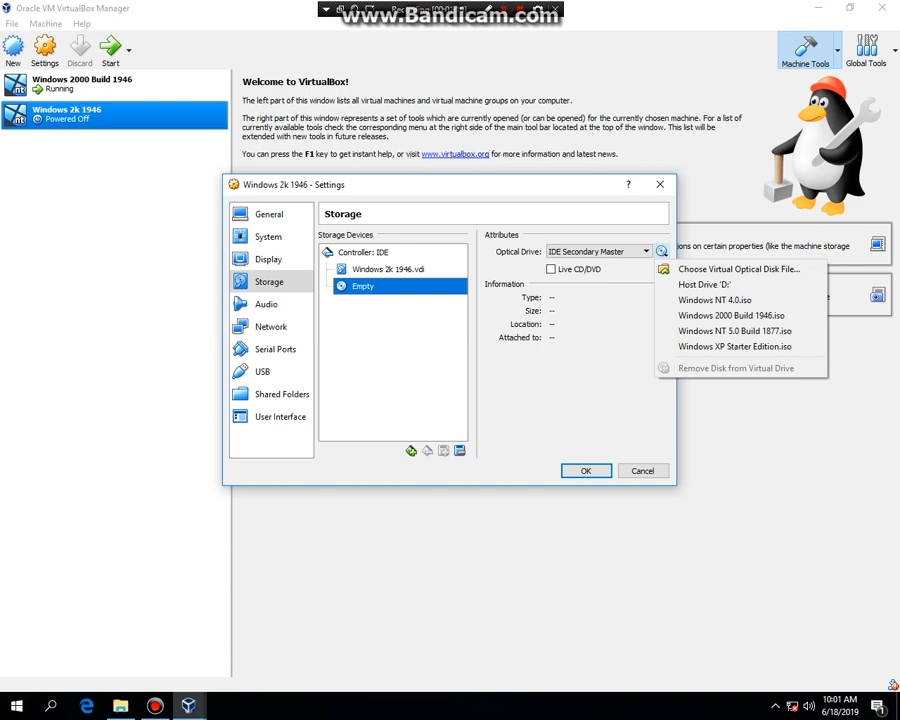 Oracle VM VirtualBox Manager
www.Bandicam.com
File Machine Help
New
Settings
Discard
Start
Machine Tools
Global Tools
Windows 2000 Build 1946
Running
Windows 2k 1946
Powered Off
Welcome to VirtualBox!
The left part of this window lists all virtual machines and virtual machine groups on your computer.
The right part of this window represents a set of tools which are currently opened (or can be opened) for the currently chosen machine. For a list of
currently available tools check the corresponding menu at the right side of the main tool bar located at the top of the window. This list will be
extended with new tools in future releases.
You can press the F1 key to get instant help, or visit www.virtualbox.org for more information and latest news.
ons on certain properties (like the machine storage
Windows 2k 1946 - Settings
?
General
System
Display
Storage
Audio
Network
Serial Ports
USB
Shared Folders
User Interface
Storage
Storage Devices
Controller: IDE
Windows 2k 1946.vdi
Empty
Attributes
Optical Drive: IDE Secondary Master
Live CD/DVD
Information
Type: --
Size: --
Location: --
Attached to: --
Choose Virtual Optical Disk File...
Host Drive 'D:'
Windows NT 4.0.iso
Windows 2000 Build 1946.iso
Windows NT 5.0 Build 1877.iso
Windows XP Starter Edition.iso
Remove Disk from Virtual Drive
OK
Cancel
10:01 AM
6/18/2019